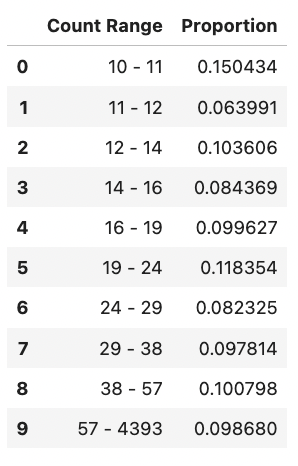 Count Range Proportion
0 10 - 11 0.150434
1 11 - 12 0.063991
2 12 - 14 0.103606
3 14 - 16 0.084369
4 16 - 19 0.099627
5 19 - 24 0.118354
6 24 - 29 0.082325
7 29 - 38 0.097814
8 38 - 57 0.100798
9 57 - 4393 0.098680